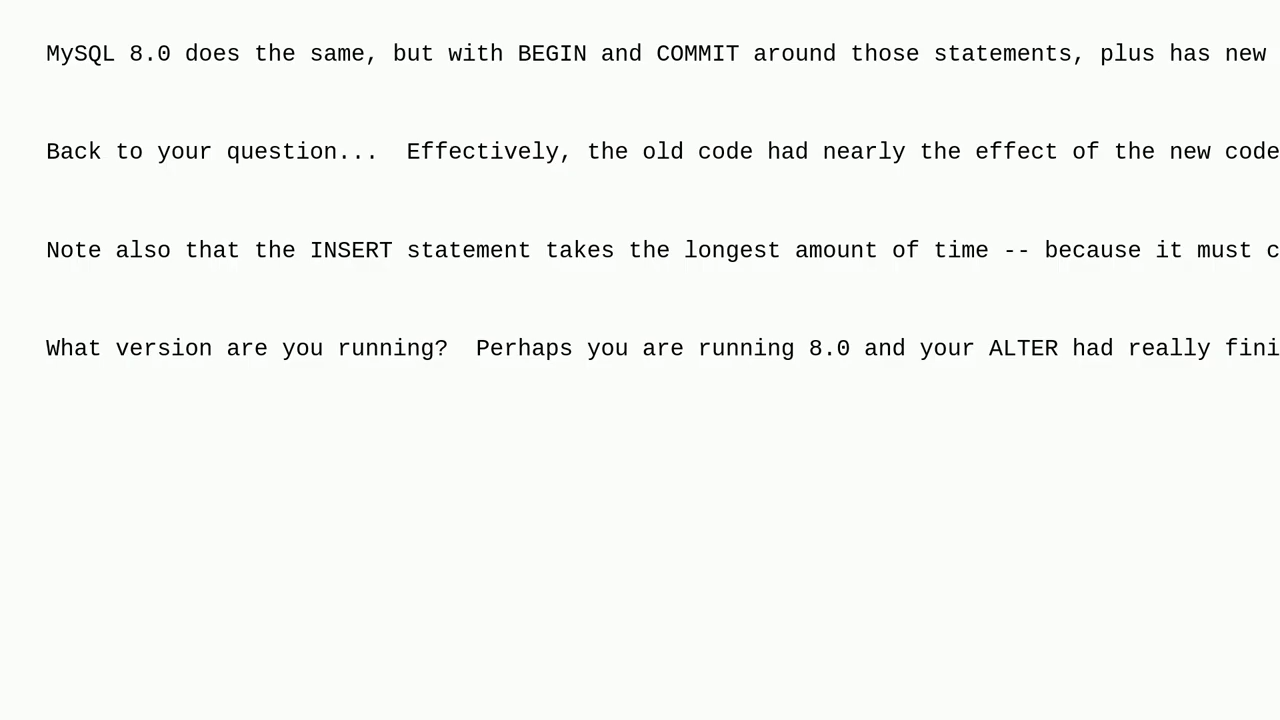 MySQL 8.0 does the same, but with BEGIN and COMMIT around those statements, plus has new
Back to your question...  Effectively, the old code had nearly the effect of the new code
Note also that the INSERT statement takes the longest amount of time -- because it must c
What version are you running?  Perhaps you are running 8.0 and your ALTER had really fini